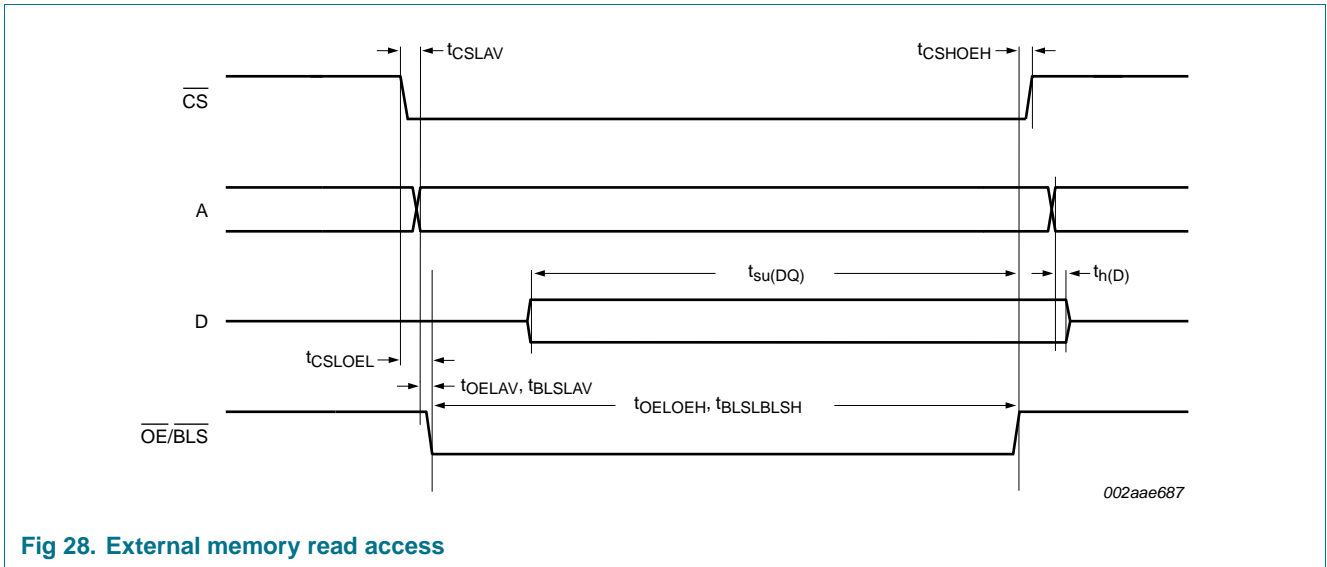 tCSLAV
tCSHOEH
CS
A
tsu(DQ)
th(D)
D
tCSLOEL
tOELAV, tBLSLAV
tOELOEH, tBLSLBLSH
OE/BLS
002aae687
Fig 28. External memory read access